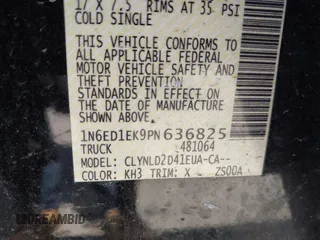 17 X 7.5 RIMS AT 35 PSI
COLD SINGLE
THIS VEHICLE CONFORMS TO
ALL APPLICABLE FEDERAL
MOTOR VEHICLE SAFETY AND
THEFT PREVENTION
STANDARDS IN EFFECT ON THE
DATE OF MANUFACTURE
SHOWN ABOVE.
1N6ED1EK9PN636825
TRUCK 481064
MODEL: CLYNLD2D41EUA-CA--
COLOR: KH3 TRIM: X ZS00A
AUTOBIDMASTER